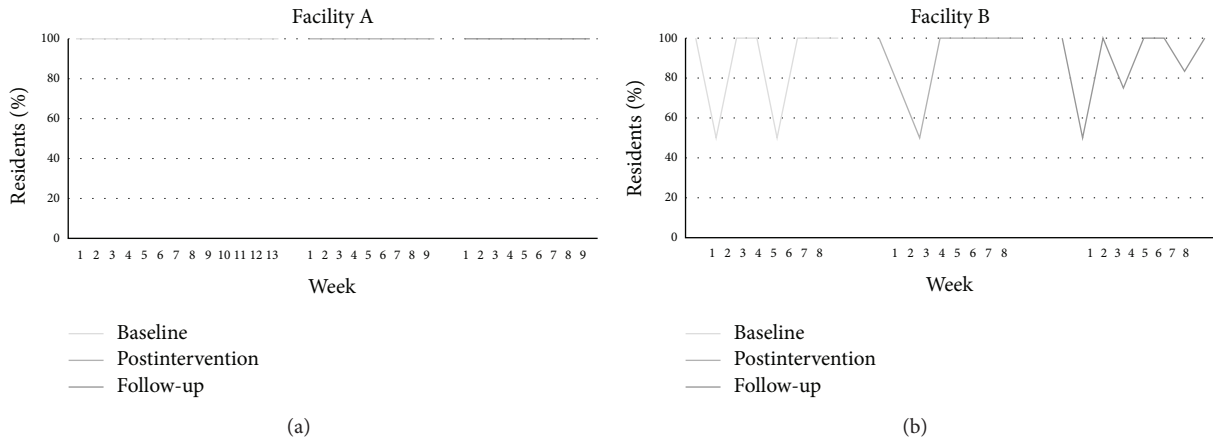 Facility A
100
80
60
40
20
0
Residents (%)
1 2 3 4 5 6 7 8 9 10 11 12 13 1 2 3 4 5 6 7 8 9 1 2 3 4 5 6 7 8 9
Week
Baseline
Postintervention
Follow-up
(a)
Facility B
100
80
60
40
20
0
Residents (%)
1 2 3 4 5 6 7 8 1 2 3 4 5 6 7 8 1 2 3 4 5 6 7 8
Week
Baseline
Postintervention
Follow-up
(b)